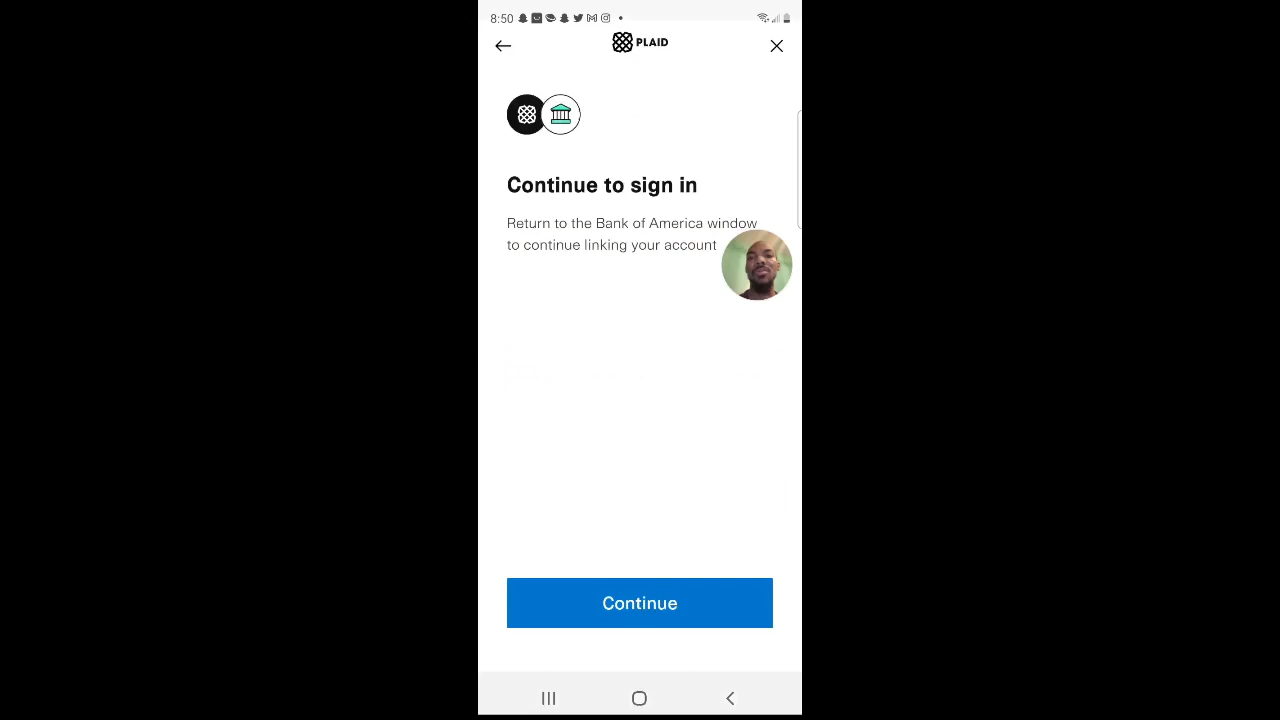 8:50
PLAID
Continue to sign in
Return to the Bank of America window
to continue linking your account
Continue